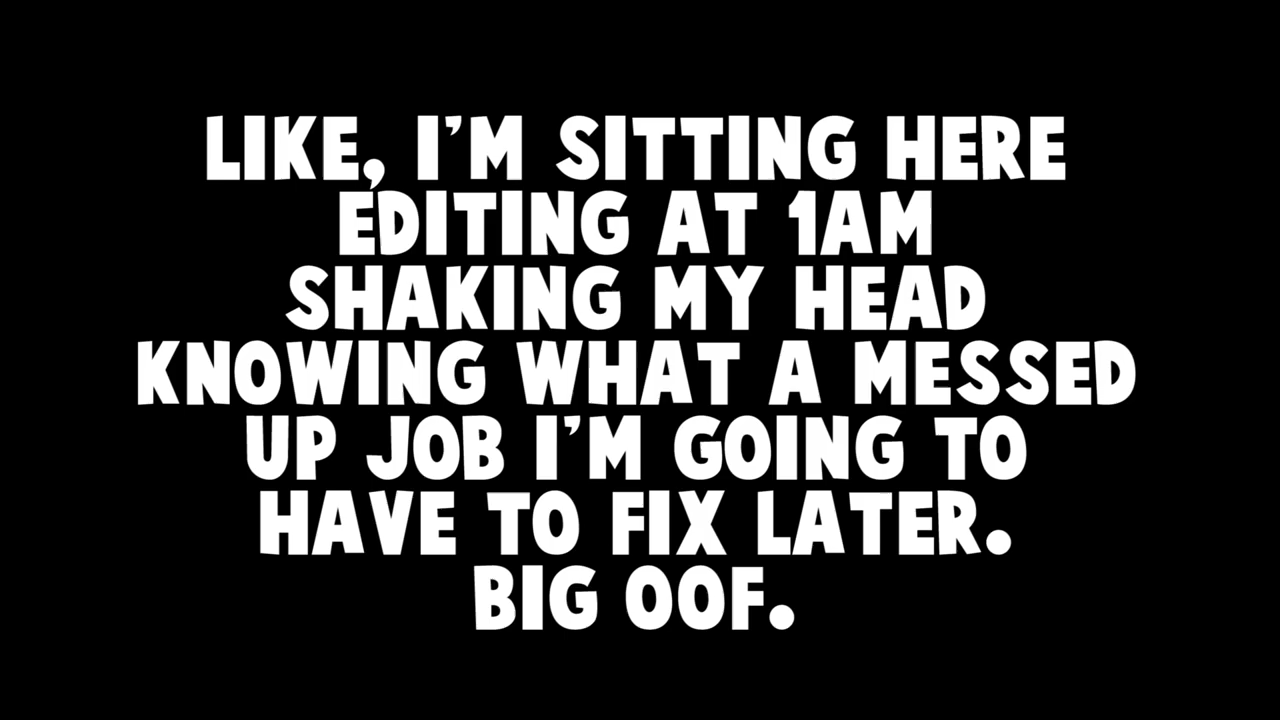 LIKE, I'M SITTING HERE
EDITING AT 1AM
SHAKING MY HEAD
KNOWING WHAT A MESSED
UP JOB I'M GOING TO
HAVE TO FIX LATER.
BIG OOF.